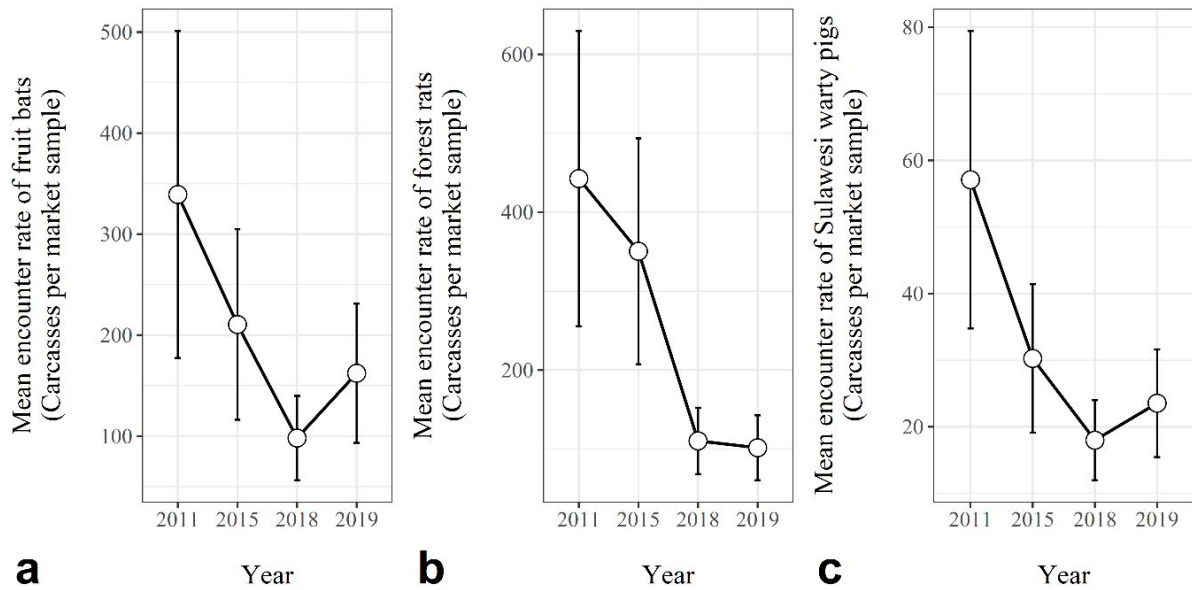 Mean encounter rate of fruit bats
(Carcasses per market sample)
500
400
300
200
100
2011 2015 2018 2019
a
Year
Mean encounter rate of forest rats
(Carcasses per market sample)
600
400
200
2011 2015 2018 2019
b
Year
Mean encounter rate of Sulawesi warty pigs
(Carcasses per market sample)
80
60
40
20
2011 2015 2018 2019
c
Year